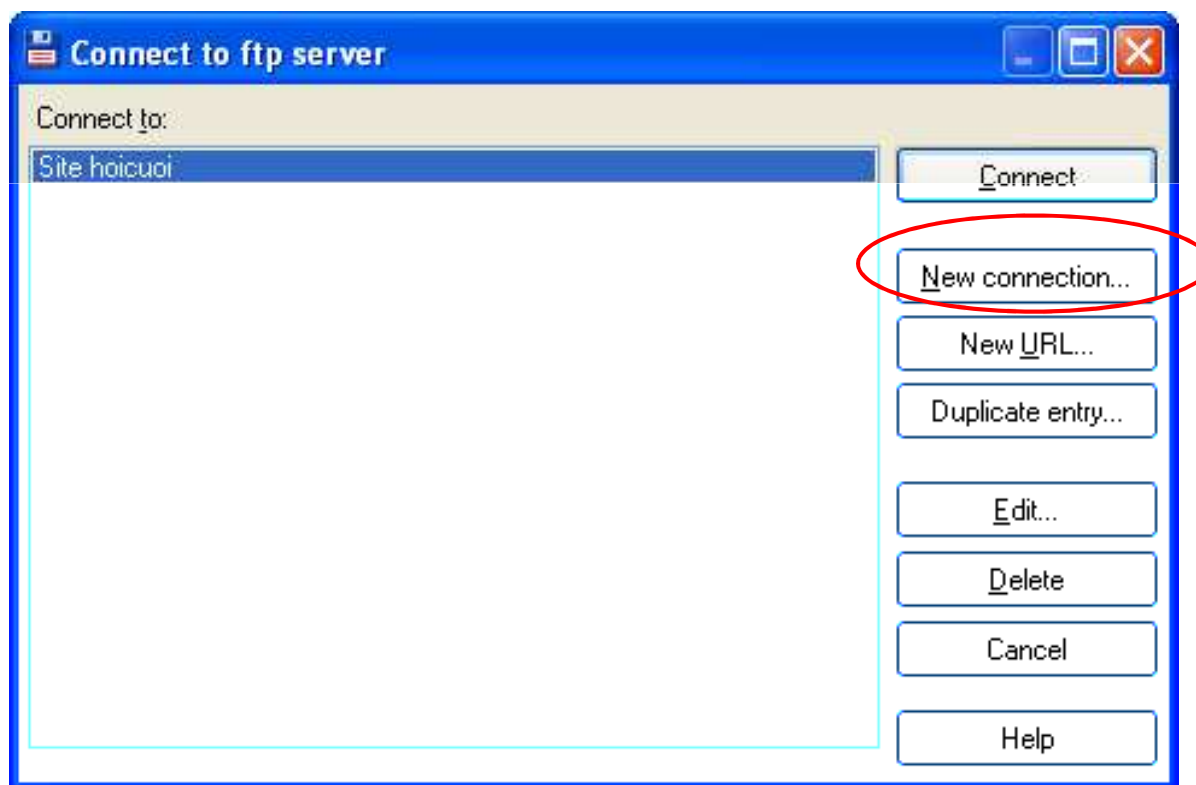 Connect to ftp server
Connect to:
Site hoicuoi
Connect
New connection...
New URL...
Duplicate entry...
Edit...
Delete
Cancel
Help